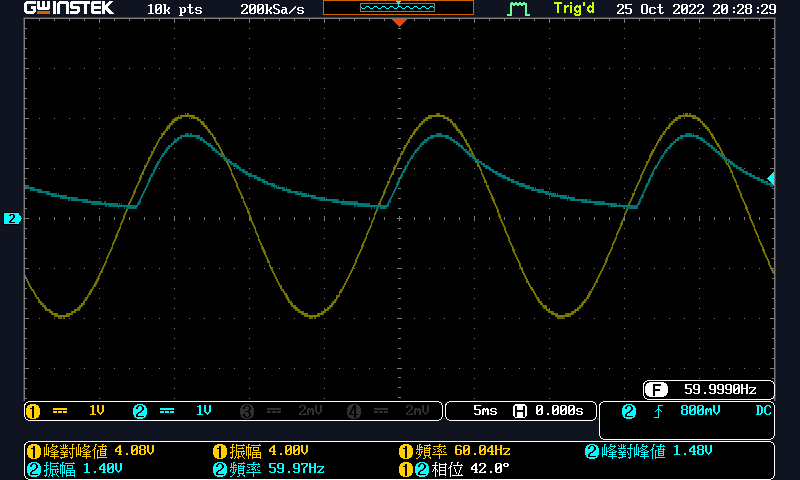 GWINSTEK 10k pts 200kSa/s Trig'd 25 Oct 2022 20:28:29
2
F 59.9990Hz
1 1V 2 1V 3 2mV 4 2mV 5ms H 0.000s 2 800mV DC
1峰對峰值 4.08V 1振幅 4.00V 1頻率 60.04Hz 2峰對峰值 1.48V
2振幅 1.40V 2頻率 59.97Hz 12相位 42.0°